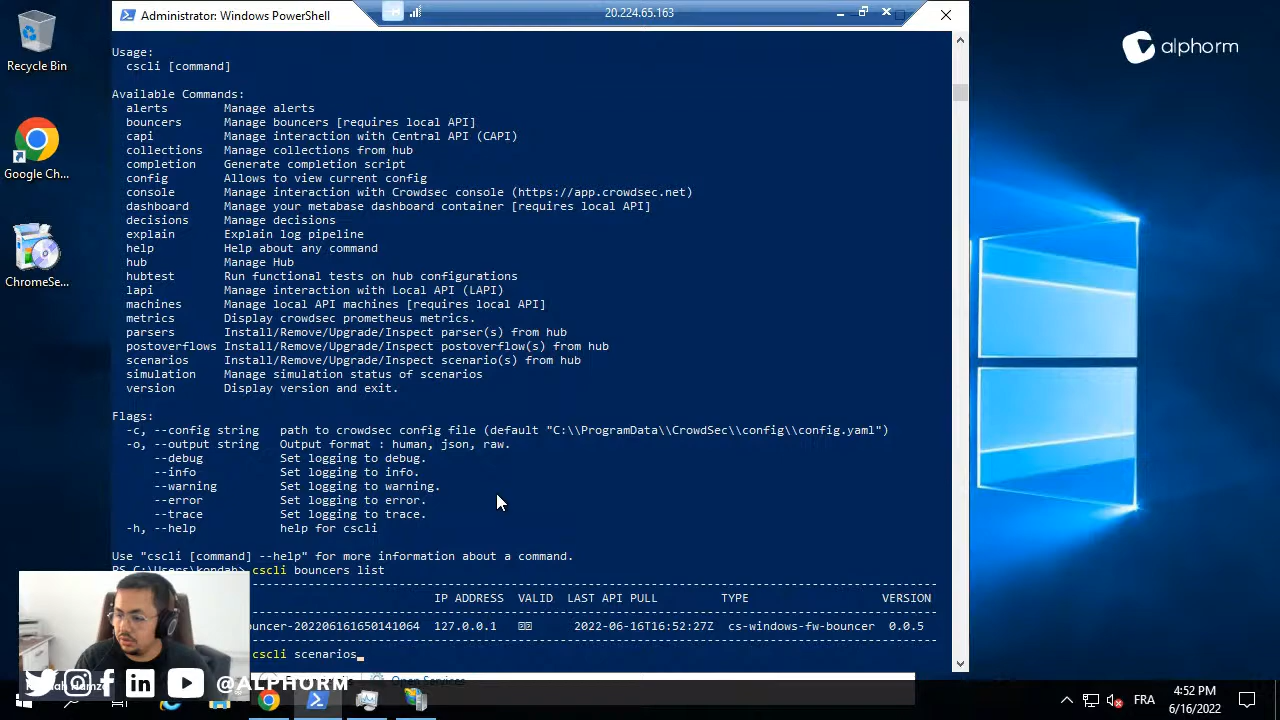 Administrator: Windows PowerShell
20.224.65.163
Recycle Bin
Google Ch...
ChromeSe...
alphorm
Usage:
cscli [command]
Available Commands:
alerts Manage alerts
bouncers Manage bouncers [requires local API]
capi Manage interaction with Central API (CAPI)
collections Manage collections from hub
completion Generate completion script
config Allows to view current config
console Manage interaction with Crowdsec console (https://app.crowdsec.net)
dashboard Manage your metabase dashboard container [requires local API]
decisions Manage decisions
explain Explain log pipeline
help Help about any command
hub Manage Hub
hubtest Run functional tests on hub configurations
lapi Manage interaction with Local API (LAPI)
machines Manage local API machines [requires local API]
metrics Display crowdsec prometheus metrics.
parsers Install/Remove/Upgrade/Inspect parser(s) from hub
postoverflows Install/Remove/Upgrade/Inspect postoverflow(s) from hub
scenarios Install/Remove/Upgrade/Inspect scenario(s) from hub
simulation Manage simulation status of scenarios
version Display version and exit.
Flags:
-c, --config string path to crowdsec config file (default "C:\\ProgramData\\CrowdSec\\config\\config.yaml")
-o, --output string Output format : human, json, raw.
--debug Set logging to debug.
--info Set logging to info.
--warning Set logging to warning.
--error Set logging to error.
--trace Set logging to trace.
-h, --help help for cscli
Use "cscli [command] --help" for more information about a command.
PS C:\Users\kondah> cscli bouncers list
IP ADDRESS VALID LAST API PULL TYPE VERSION
ouncer-202206161650141064 127.0.0.1 2022-06-16T16:52:27Z cs-windows-fw-bouncer 0.0.5
cscli scenarios_
Open Services
@ALPHORM
FRA
4:52 PM
6/16/2022